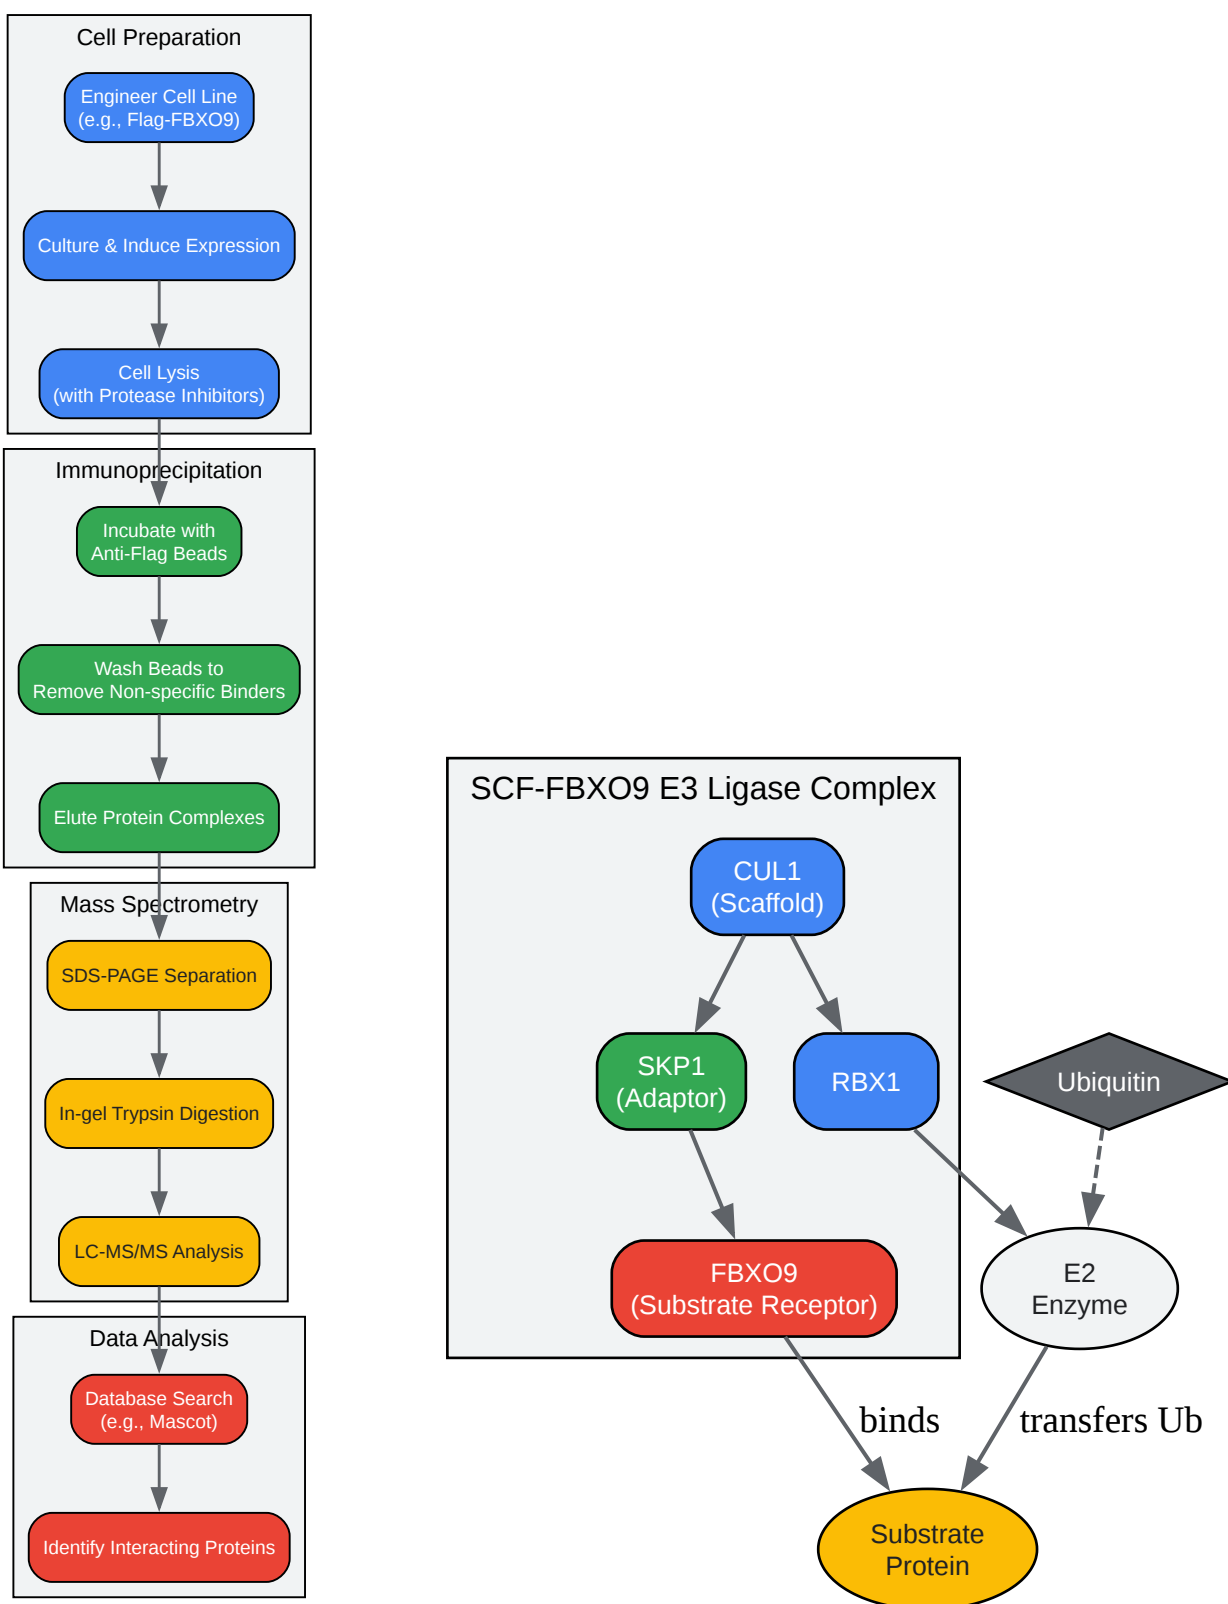 Cell Preparation
Engineer Cell Line
(e.g., Flag-FBXO9)
Culture & Induce Expression
Cell Lysis
(with Protease Inhibitors)
Immunoprecipitation
Incubate with
Anti-Flag Beads
Wash Beads to
Remove Non-specific Binders
Elute Protein Complexes
Mass Spectrometry
SDS-PAGE Separation
In-gel Trypsin Digestion
LC-MS/MS Analysis
Data Analysis
Database Search
(e.g., Mascot)
Identify Interacting Proteins
SCF-FBXO9 E3 Ligase Complex
CUL1
(Scaffold)
SKP1
(Adaptor)
RBX1
Ubiquitin
FBXO9
(Substrate Receptor)
E2
Enzyme
binds
transfers Ub
Substrate
Protein